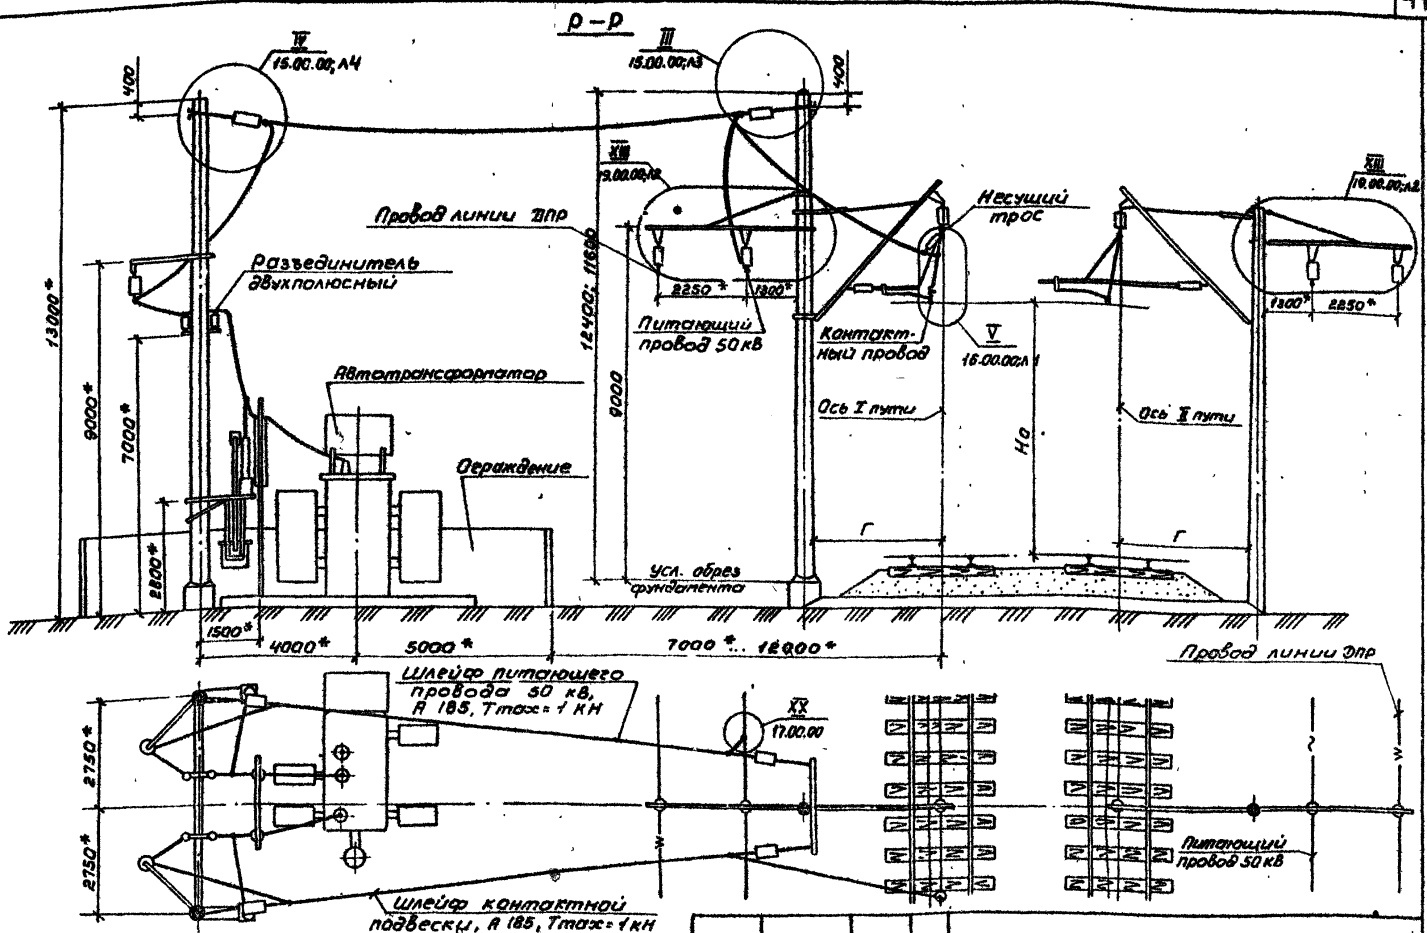 Р-Р
IV
15.00.00; л4
III
15.00.00; л3
400
400
XIII
19.00.00; л2
XIII
19.00.00; л2
Несущий
трос
Провод линии ДПР
Разъединитель
двухполюсный
2250*
1300*
1300*
2250*
Питающий
провод 50 кв
Контакт-
ный провод
V
16.00.00; л1
13000*
9000*
7000*
2800*
12400; 11600
9000
Но
Автотрансформатор
Ось I пути
Ось II пути
Ограждение
Г
Г
Усл. обрез
фундамента
1500*
4000*
5000*
7000*...12000*
Провод линии ДПР
Шлейф питающего
провода 50 кв,
А 185, Тmax = 1 кН
XX
17.00.00
2750*
2750*
Питающий
провод 50 кв
Шлейф контактной
подвески, А 185, Тmax = 1 кН